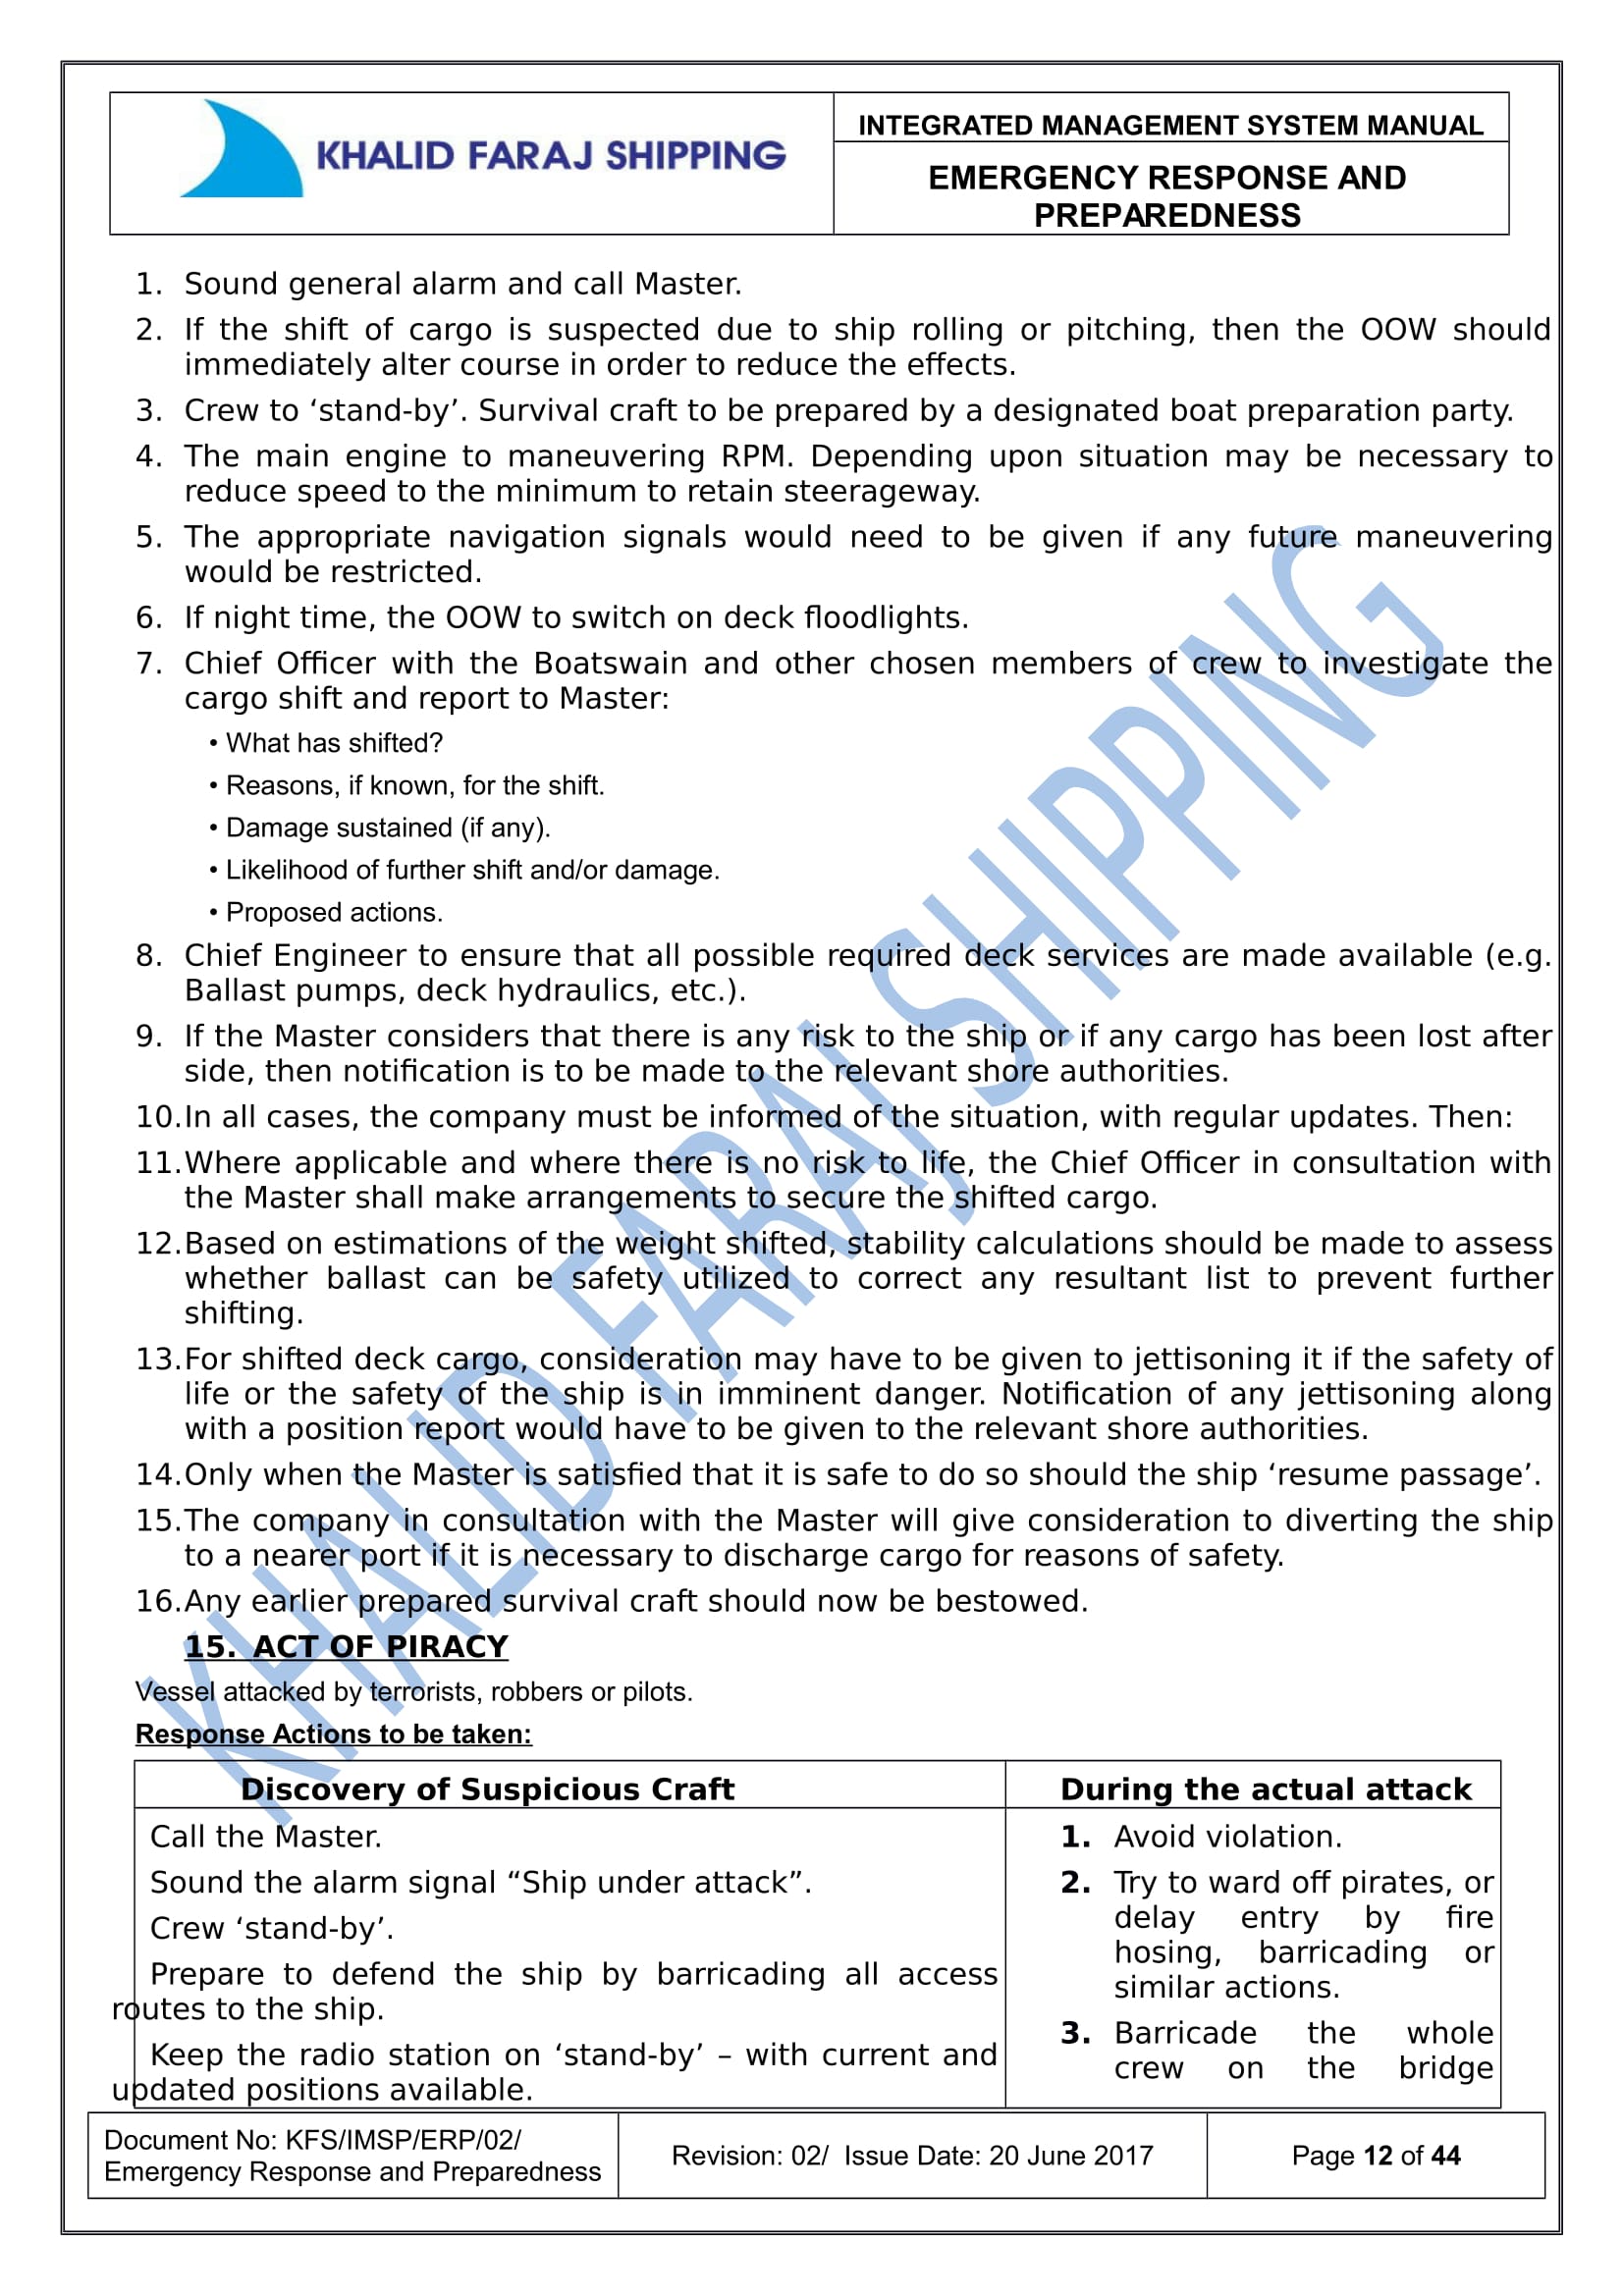 KHALID FARAJ SHIPPING
INTEGRATED MANAGEMENT SYSTEM MANUAL
EMERGENCY RESPONSE AND
PREPAREDNESS
1. Sound general alarm and call Master.
2. If the shift of cargo is suspected due to ship rolling or pitching, then the OOW should
immediately alter course in order to reduce the effects.
3. Crew to ‘stand-by’. Survival craft to be prepared by a designated boat preparation party.
4. The main engine to maneuvering RPM. Depending upon situation may be necessary to
reduce speed to the minimum to retain steerageway.
5. The appropriate navigation signals would need to be given if any future maneuvering
would be restricted.
6. If night time, the OOW to switch on deck floodlights.
7. Chief Officer with the Boatswain and other chosen members of crew to investigate the
cargo shift and report to Master:
• What has shifted?
• Reasons, if known, for the shift.
• Damage sustained (if any).
• Likelihood of further shift and/or damage.
• Proposed actions.
8. Chief Engineer to ensure that all possible required deck services are made available (e.g.
Ballast pumps, deck hydraulics, etc.).
9. If the Master considers that there is any risk to the ship or if any cargo has been lost after
side, then notification is to be made to the relevant shore authorities.
10.In all cases, the company must be informed of the situation, with regular updates. Then:
11.Where applicable and where there is no risk to life, the Chief Officer in consultation with
the Master shall make arrangements to secure the shifted cargo.
12.Based on estimations of the weight shifted, stability calculations should be made to assess
whether ballast can be safety utilized to correct any resultant list to prevent further
shifting.
13.For shifted deck cargo, consideration may have to be given to jettisoning it if the safety of
life or the safety of the ship is in imminent danger. Notification of any jettisoning along
with a position report would have to be given to the relevant shore authorities.
14.Only when the Master is satisfied that it is safe to do so should the ship ‘resume passage’.
15.The company in consultation with the Master will give consideration to diverting the ship
to a nearer port if it is necessary to discharge cargo for reasons of safety.
16.Any earlier prepared survival craft should now be bestowed.
15. ACT OF PIRACY
Vessel attacked by terrorists, robbers or pilots.
Response Actions to be taken:
Discovery of Suspicious Craft
Call the Master.
Sound the alarm signal “Ship under attack”.
Crew ‘stand-by’.
Prepare to defend the ship by barricading all access
routes to the ship.
Keep the radio station on ‘stand-by’ – with current and
updated positions available.
During the actual attack
1. Avoid violation.
2. Try to ward off pirates, or
delay entry by fire
hosing, barricading or
similar actions.
3. Barricade the whole
crew on the bridge
Document No: KFS/IMSP/ERP/02/
Emergency Response and Preparedness
Revision: 02/ Issue Date: 20 June 2017
Page 12 of 44
KHALID FARAJ SHIPPING